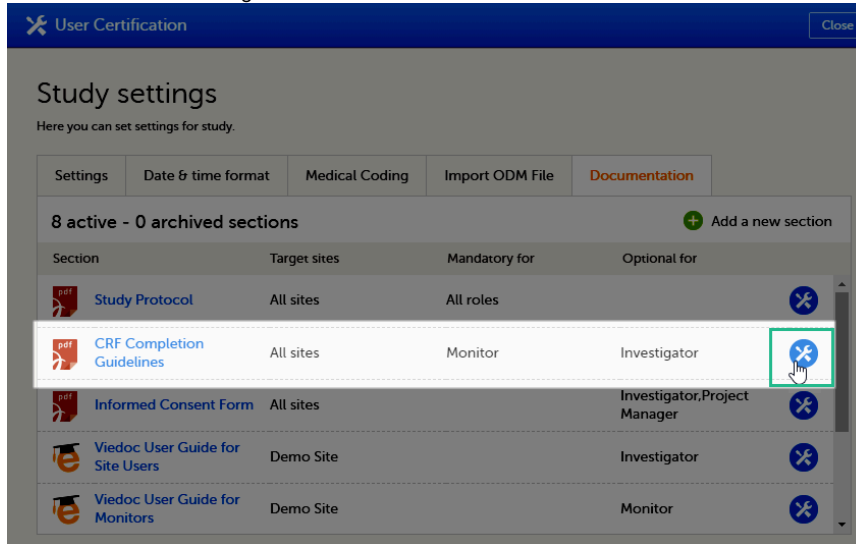 User Certification
Close
Study settings
Here you can set settings for study.
Settings Date & time format Medical Coding Import ODM File Documentation
8 active - 0 archived sections Add a new section
Section Target sites Mandatory for Optional for
pdf Study Protocol All sites All roles
pdf CRF Completion
Guidelines All sites Monitor Investigator
pdf Informed Consent Form All sites Investigator,Project
Manager
Viedoc User Guide for
Site Users Demo Site Investigator
Viedoc User Guide for
Monitors Demo Site Monitor